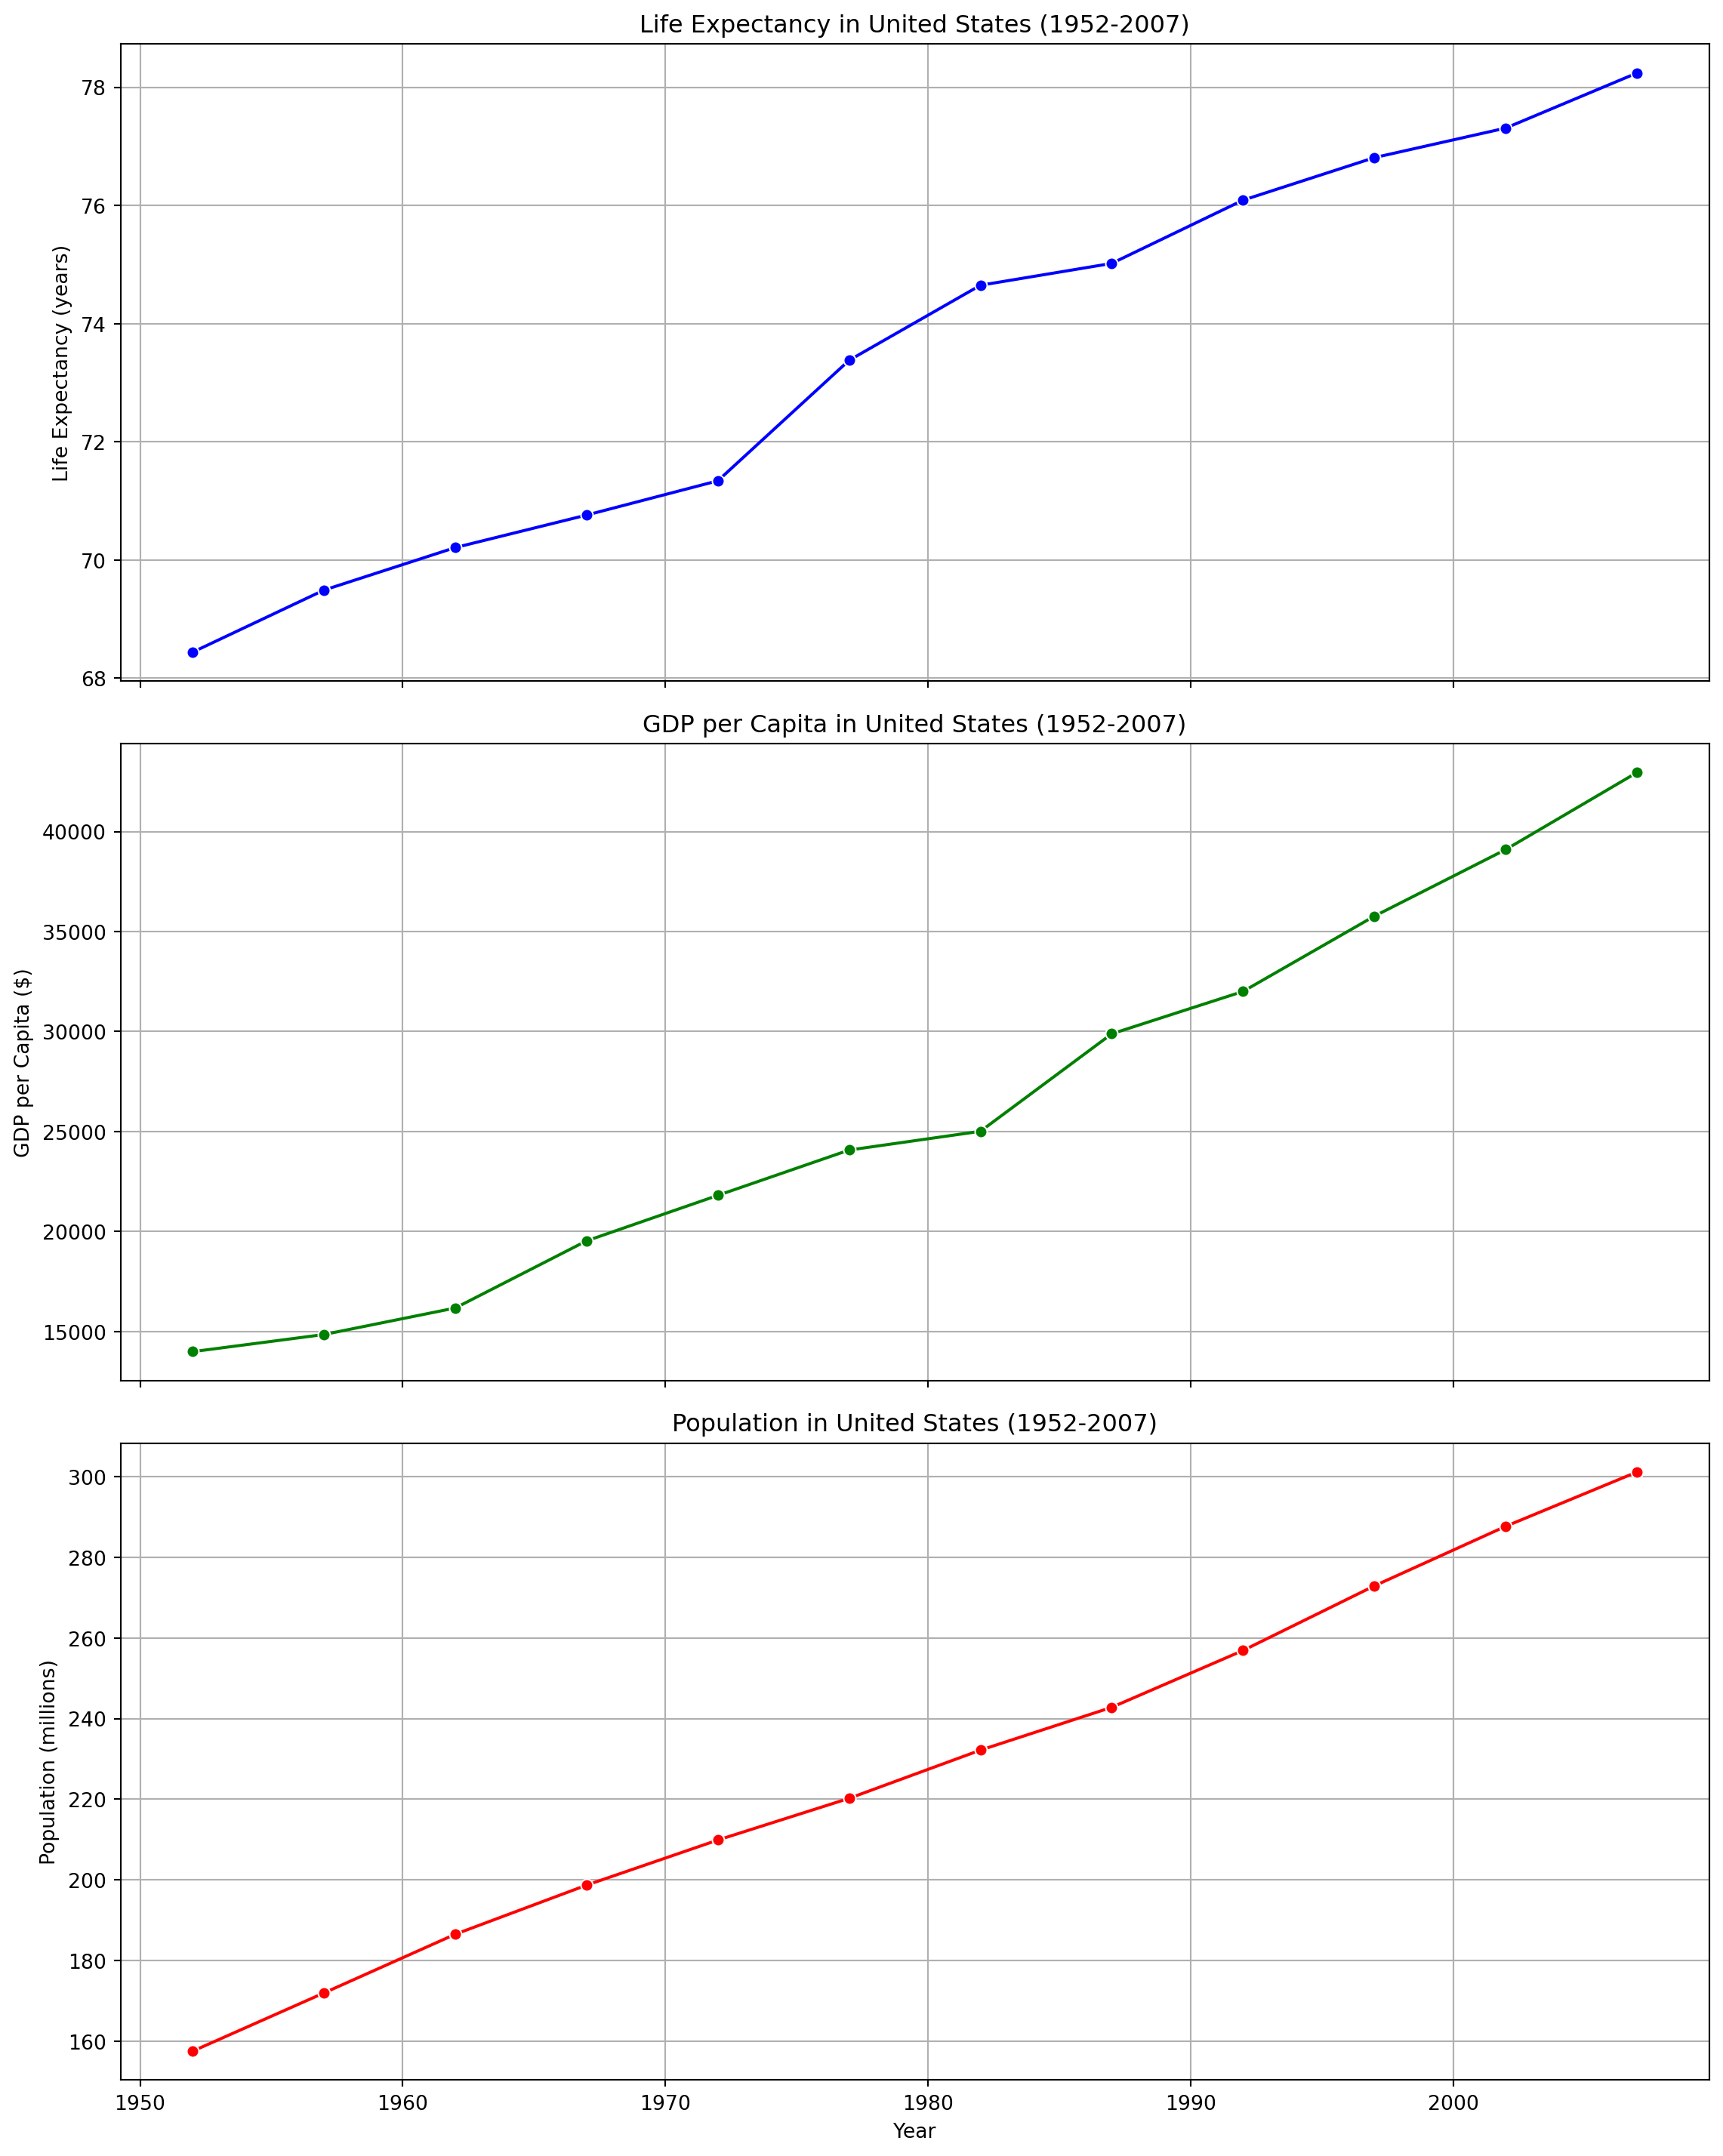 Life Expectancy in United States (1952-2007)
Life Expectancy (years)
78
76
74
72
70
68
GDP per Capita in United States (1952-2007)
GDP per Capita ($)
40000
35000
30000
25000
20000
15000
Population in United States (1952-2007)
Population (millions)
300
280
260
240
220
200
180
160
1950 1960 1970 1980 1990 2000
Year